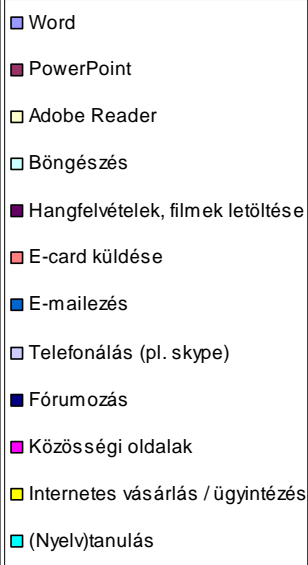 Word
PowerPoint
Adobe Reader
Böngészés
Hangfelvételek, filmek letöltése
E-card küldése
E-mailezés
Telefonálás (pl. skype)
Fórumozás
Közösségi oldalak
Internetes vásárlás / ügyintézés
(Nyelv)tanulás